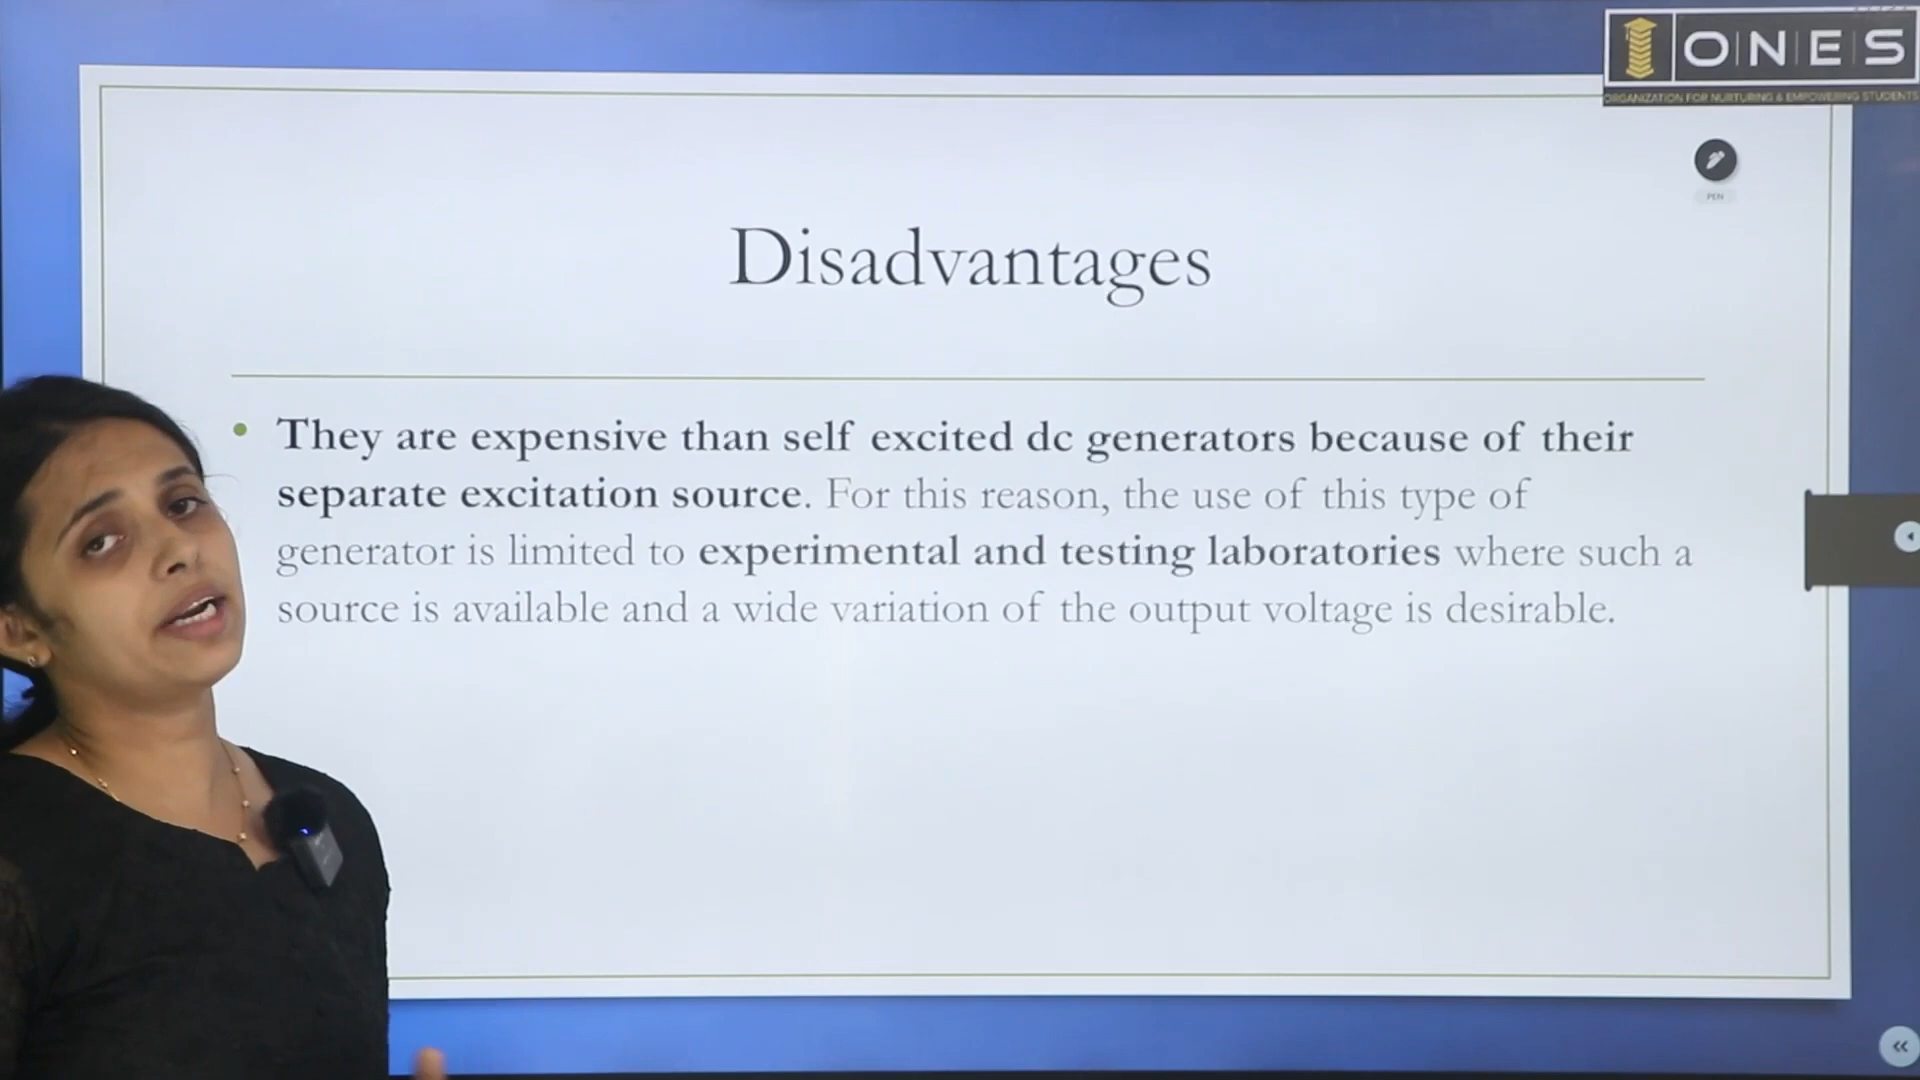 ONES
ORGANIZATION FOR NURTURING & EMPOWERING STUDENTS
PEN
Disadvantages
• They are expensive than self excited dc generators because of their
separate excitation source. For this reason, the use of this type of
generator is limited to experimental and testing laboratories where such a
source is available and a wide variation of the output voltage is desirable.